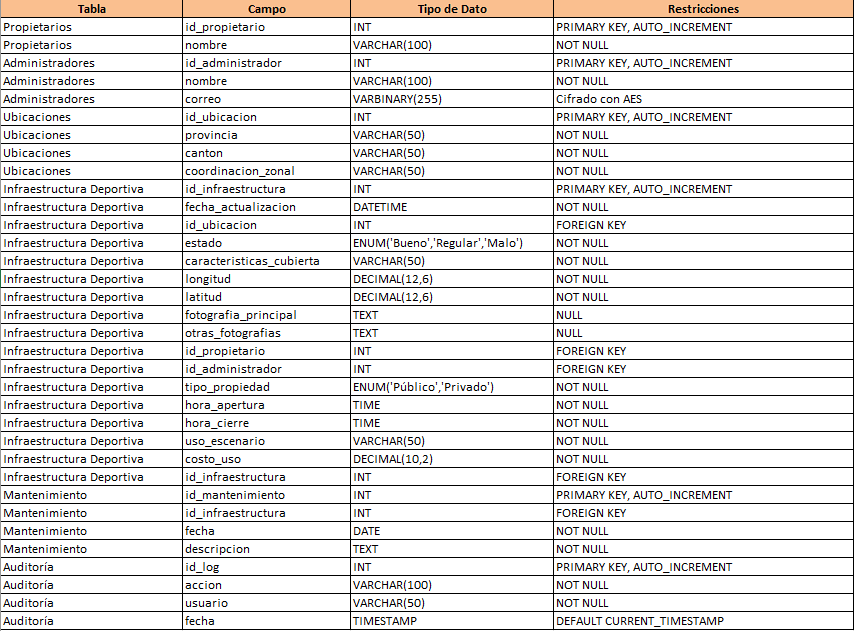 Tabla Campo Tipo de Dato Restricciones
Propietarios id_propietario INT PRIMARY KEY, AUTO_INCREMENT
Propietarios nombre VARCHAR(100) NOT NULL
Administradores id_administrador INT PRIMARY KEY, AUTO_INCREMENT
Administradores nombre VARCHAR(100) NOT NULL
Administradores correo VARBINARY(255) Cifrado con AES
Ubicaciones id_ubicacion INT PRIMARY KEY, AUTO_INCREMENT
Ubicaciones provincia VARCHAR(50) NOT NULL
Ubicaciones canton VARCHAR(50) NOT NULL
Ubicaciones coordinacion_zonal VARCHAR(50) NOT NULL
Infraestructura Deportiva id_infraestructura INT PRIMARY KEY, AUTO_INCREMENT
Infraestructura Deportiva fecha_actualizacion DATETIME NOT NULL
Infraestructura Deportiva id_ubicacion INT FOREIGN KEY
Infraestructura Deportiva estado ENUM('Bueno','Regular','Malo') NOT NULL
Infraestructura Deportiva caracteristicas_cubierta VARCHAR(50) NOT NULL
Infraestructura Deportiva longitud DECIMAL(12,6) NOT NULL
Infraestructura Deportiva latitud DECIMAL(12,6) NOT NULL
Infraestructura Deportiva fotografia_principal TEXT NULL
Infraestructura Deportiva otras_fotografias TEXT NULL
Infraestructura Deportiva id_propietario INT FOREIGN KEY
Infraestructura Deportiva id_administrador INT FOREIGN KEY
Infraestructura Deportiva tipo_propiedad ENUM('Público','Privado') NOT NULL
Infraestructura Deportiva hora_apertura TIME NOT NULL
Infraestructura Deportiva hora_cierre TIME NOT NULL
Infraestructura Deportiva uso_escenario VARCHAR(50) NOT NULL
Infraestructura Deportiva costo_uso DECIMAL(10,2) NOT NULL
Infraestructura Deportiva id_infraestructura INT FOREIGN KEY
Mantenimiento id_mantenimiento INT PRIMARY KEY, AUTO_INCREMENT
Mantenimiento id_infraestructura INT FOREIGN KEY
Mantenimiento fecha DATE NOT NULL
Mantenimiento descripcion TEXT NOT NULL
Auditoría id_log INT PRIMARY KEY, AUTO_INCREMENT
Auditoría accion VARCHAR(100) NOT NULL
Auditoría usuario VARCHAR(50) NOT NULL
Auditoría fecha TIMESTAMP DEFAULT CURRENT_TIMESTAMP